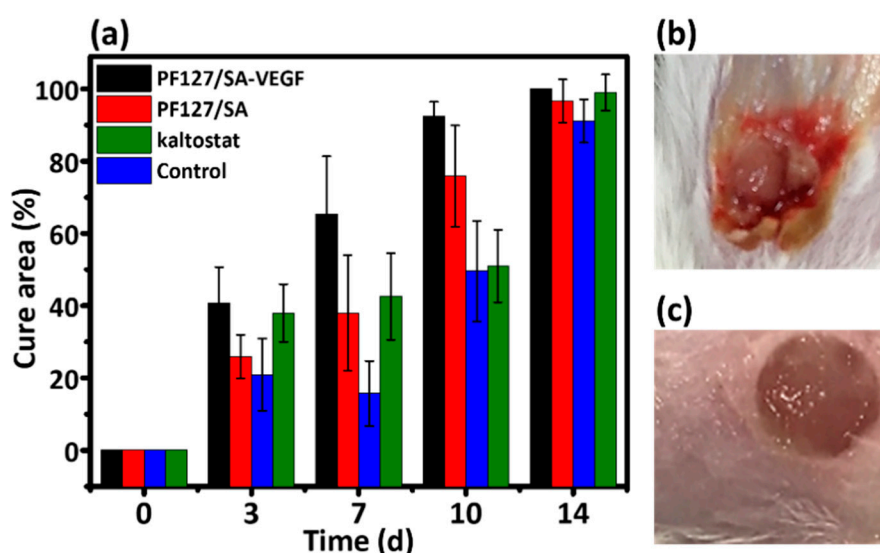 (a)
PF127/SA-VEGF
PF127/SA
kaltostat
Control
Cure area (%)
100
80
60
40
20
0
0 3 7 10 14
Time (d)
(b)
(c)